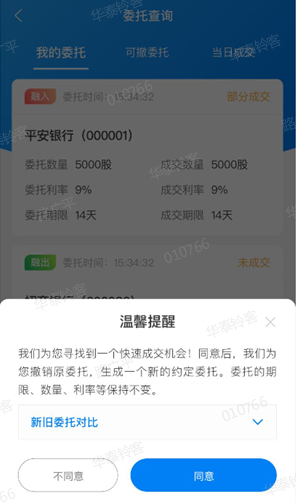 委托查询
我的委托 可撤委托 当日成交
融入 委托时间：15:34:32 部分成交
平安银行（000001）
委托数量 5000股 成交数量 5000股
委托利率 9% 成交利率 9%
委托期限 14天 成交期限 14天
融出 委托时间：15:34:32 未成交
温馨提醒
我们为您寻找到一个快速成交机会！同意后，我们为
您撤销原委托，生成一个新的约定委托。委托的期
限、数量、利率等保持不变。
新旧委托对比
不同意 同意
华泰铃客
010766